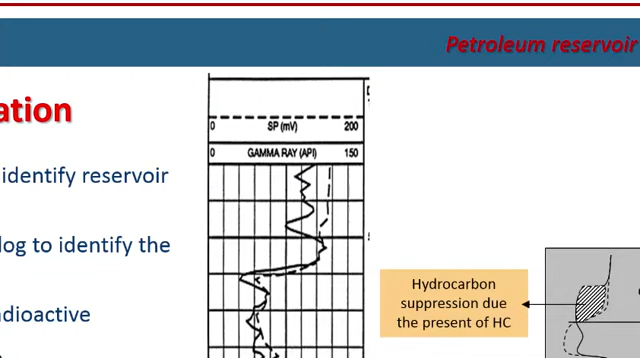 Petroleum reservoir
ation
identify reservoir
log to identify the
adioactive
0 SP (mV) 200
0 GAMMA RAY (API) 150
Hydrocarbon
suppression due
the present of HC